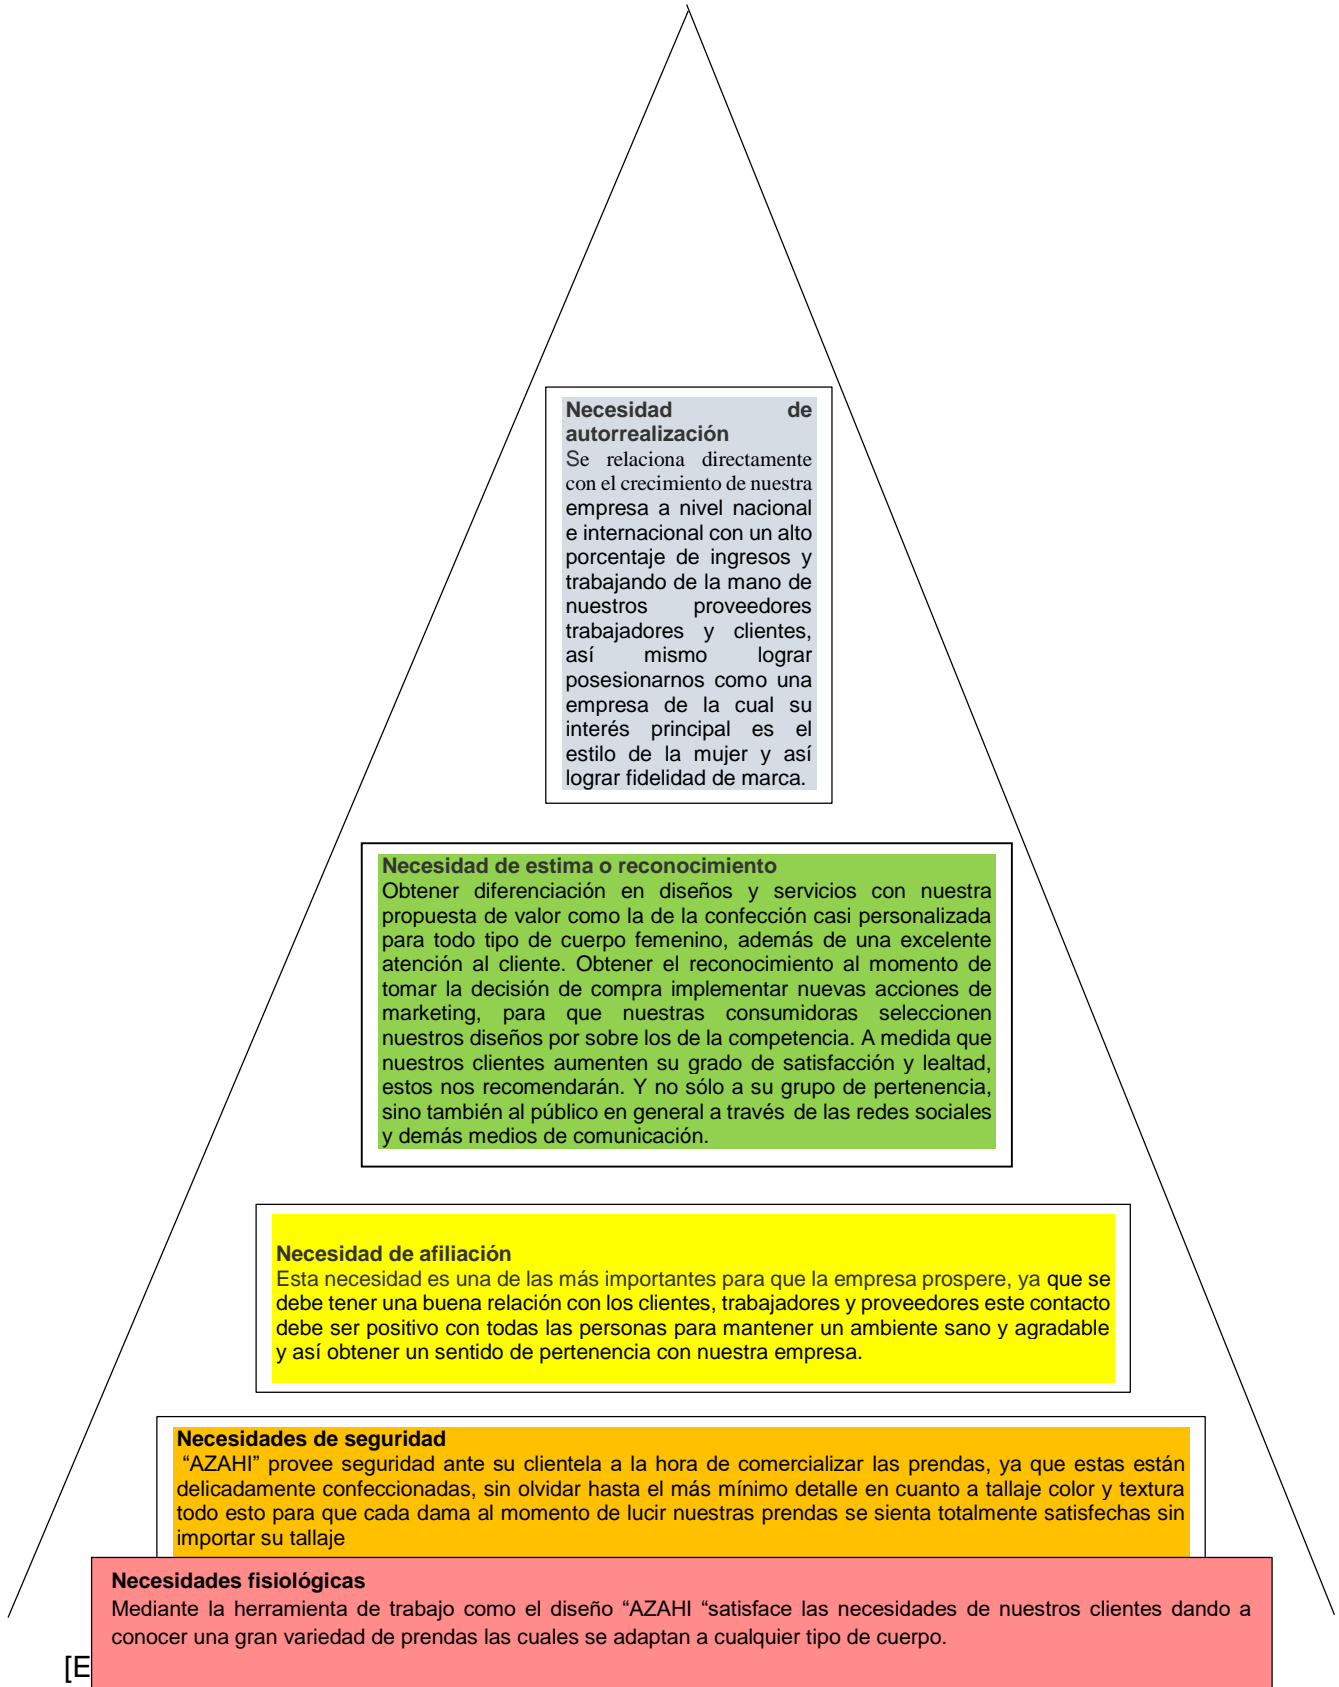 Necesidad de
autorrealización
Se relaciona directamente
con el crecimiento de nuestra
empresa a nivel nacional
e internacional con un alto
porcentaje de ingresos y
trabajando de la mano de
nuestros proveedores
trabajadores y clientes,
así mismo lograr
posesionarnos como una
empresa de la cual su
interés principal es el
estilo de la mujer y así
lograr fidelidad de marca.
Necesidad de estima o reconocimiento
Obtener diferenciación en diseños y servicios con nuestra
propuesta de valor como la de la confección casi personalizada
para todo tipo de cuerpo femenino, además de una excelente
atención al cliente. Obtener el reconocimiento al momento de
tomar la decisión de compra implementar nuevas acciones de
marketing, para que nuestras consumidoras seleccionen
nuestros diseños por sobre los de la competencia. A medida que
nuestros clientes aumenten su grado de satisfacción y lealtad,
estos nos recomendarán. Y no sólo a su grupo de pertenencia,
sino también al público en general a través de las redes sociales
y demás medios de comunicación.
Necesidad de afiliación
Esta necesidad es una de las más importantes para que la empresa prospere, ya que se
debe tener una buena relación con los clientes, trabajadores y proveedores este contacto
debe ser positivo con todas las personas para mantener un ambiente sano y agradable
y así obtener un sentido de pertenencia con nuestra empresa.
Necesidades de seguridad
“AZAHI” provee seguridad ante su clientela a la hora de comercializar las prendas, ya que estas están
delicadamente confeccionadas, sin olvidar hasta el más mínimo detalle en cuanto a tallaje color y textura
todo esto para que cada dama al momento de lucir nuestras prendas se sienta totalmente satisfechas sin
importar su tallaje
Necesidades fisiológicas
Mediante la herramienta de trabajo como el diseño “AZAHI “satisface las necesidades de nuestros clientes dando a
conocer una gran variedad de prendas las cuales se adaptan a cualquier tipo de cuerpo.
[E